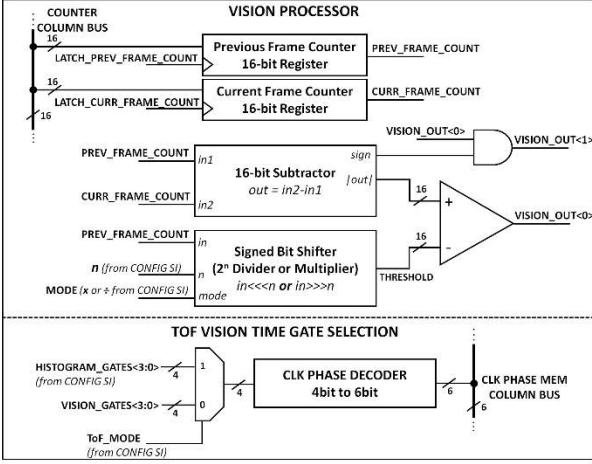 VISION PROCESSOR
COUNTER
COLUMN BUS
16
Previous Frame Counter
16-bit Register
PREV_FRAME_COUNT
LATCH_PREV_FRAME_COUNT
16
Current Frame Counter
16-bit Register
CURR_FRAME_COUNT
LATCH_CURR_FRAME_COUNT
16
VISION_OUT<0>
VISION_OUT<1>
PREV_FRAME_COUNT
in1
sign
16-bit Subtractor
out = in2-in1
|out|
CURR_FRAME_COUNT
in2
16
+
VISION_OUT<0>
PREV_FRAME_COUNT
in
16
-
Signed Bit Shifter
(2ⁿ Divider or Multiplier)
in<<<n or in>>>n
n (from CONFIG SI)
n
THRESHOLD
MODE (x or ÷ from CONFIG SI)
mode
TOF VISION TIME GATE SELECTION
HISTOGRAM_GATES<3:0>
(from CONFIG SI)
4
1
VISION_GATES<3:0>
4
0
4
CLK PHASE DECODER
4bit to 6bit
6
CLK PHASE MEM
COLUMN BUS
6
ToF_MODE
(from CONFIG SI)